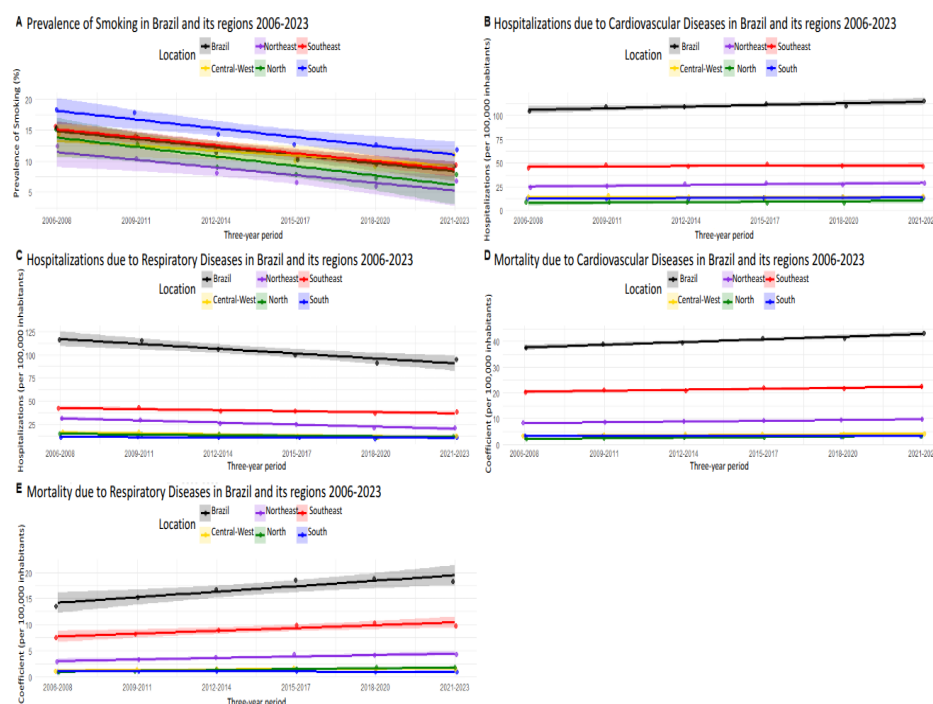 A Prevalence of Smoking in Brazil and its regions 2006-2023
Location
Brazil Northeast Southeast
Central-West North South
Prevalence of Smoking (%)
20
15
10
5
2006-2008 2009-2011 2012-2014 2015-2017 2018-2020 2021-2023
Three-year period
B Hospitalizations due to Cardiovascular Diseases in Brazil and its regions 2006-2023
Location
Brazil Northeast Southeast
Central-West North South
Hospitalizations (per 100,000 inhabitants)
100
75
50
25
0
2006-2008 2009-2011 2012-2014 2015-2017 2018-2020 2021-2023
Three-year period
C Hospitalizations due to Respiratory Diseases in Brazil and its regions 2006-2023
Location
Brazil Northeast Southeast
Central-West North South
Hospitalizations (per 100,000 inhabitants)
125
100
75
50
25
2006-2008 2009-2011 2012-2014 2015-2017 2018-2020 2021-2023
Three-year period
D Mortality due to Cardiovascular Diseases in Brazil and its regions 2006-2023
Location
Brazil Northeast Southeast
Central-West North South
Coefficient (per 100,000 inhabitants)
40
30
20
10
0
2006-2008 2009-2011 2012-2014 2015-2017 2018-2020 2021-202
Three-year period
E Mortality due to Respiratory Diseases in Brazil and its regions 2006-2023
Location
Brazil Northeast Southeast
Central-West North South
Coefficient (per 100,000 inhabitants)
20
15
10
5
0
2006-2008 2009-2011 2012-2014 2015-2017 2018-2020 2021-2023
Three-year period